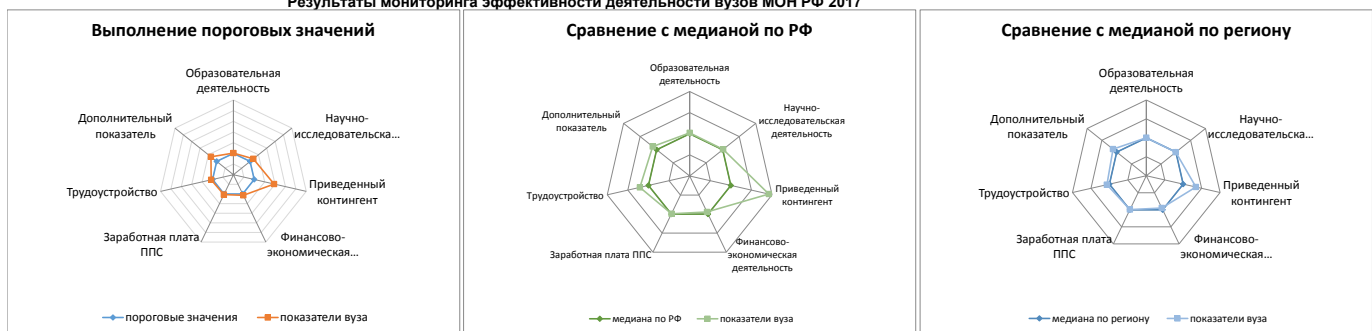 Результаты мониторинга эффективности деятельности вузов МОН РФ 2017
Выполнение пороговых значений
Образовательная
деятельность
Научно-
исследовательска...
Приведенный
контингент
Финансово-
экономическая...
Заработная плата
ППС
Трудоустройство
Дополнительный
показатель
пороговые значения
показатели вуза
Сравнение с медианой по РФ
Образовательная
деятельность
Научно-
исследовательская
деятельность
Приведенный
контингент
Финансово-
экономическая
деятельность
Заработная плата ППС
Трудоустройство
Дополнительный
показатель
медиана по РФ
показатели вуза
Сравнение с медианой по региону
Образовательная
деятельность
Научно-
исследовательска...
Приведенный
контингент
Финансово-
экономическая...
Заработная плата
ППС
Трудоустройство
Дополнительный
показатель
медиана по региону
показатели вуза